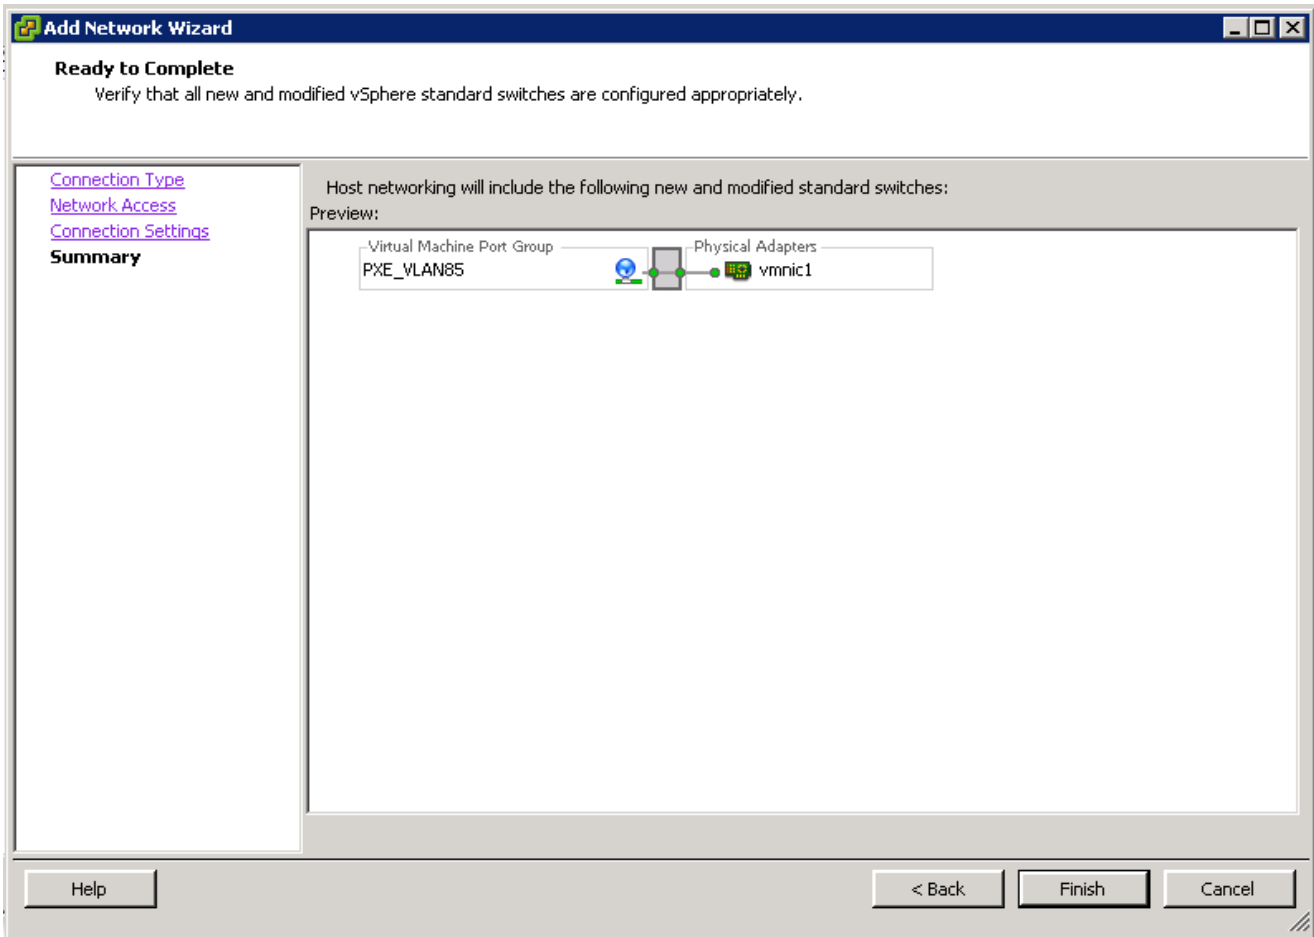 Add Network Wizard
Ready to Complete
Verify that all new and modified vSphere standard switches are configured appropriately.
Connection Type
Network Access
Connection Settings
Summary
Host networking will include the following new and modified standard switches:
Preview:
Virtual Machine Port Group
PXE_VLAN85
Physical Adapters
vmnic1
Help
< Back
Finish
Cancel